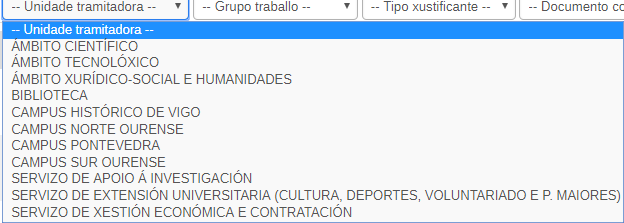 -- Unidade tramitadora -- -- Grupo traballo -- -- Tipo xustificante -- -- Documento
-- Unidade tramitadora --
ÁMBITO CIENTÍFICO
ÁMBITO TECNOLÓXICO
ÁMBITO XURÍDICO-SOCIAL E HUMANIDADES
BIBLIOTECA
CAMPUS HISTÓRICO DE VIGO
CAMPUS NORTE OURENSE
CAMPUS PONTEVEDRA
CAMPUS SUR OURENSE
SERVIZO DE APOIO Á INVESTIGACIÓN
SERVIZO DE EXTENSIÓN UNIVERSITARIA (CULTURA, DEPORTES, VOLUNTARIADO E P. MAIORES)
SERVIZO DE XESTIÓN ECONÓMICA E CONTRATACIÓN